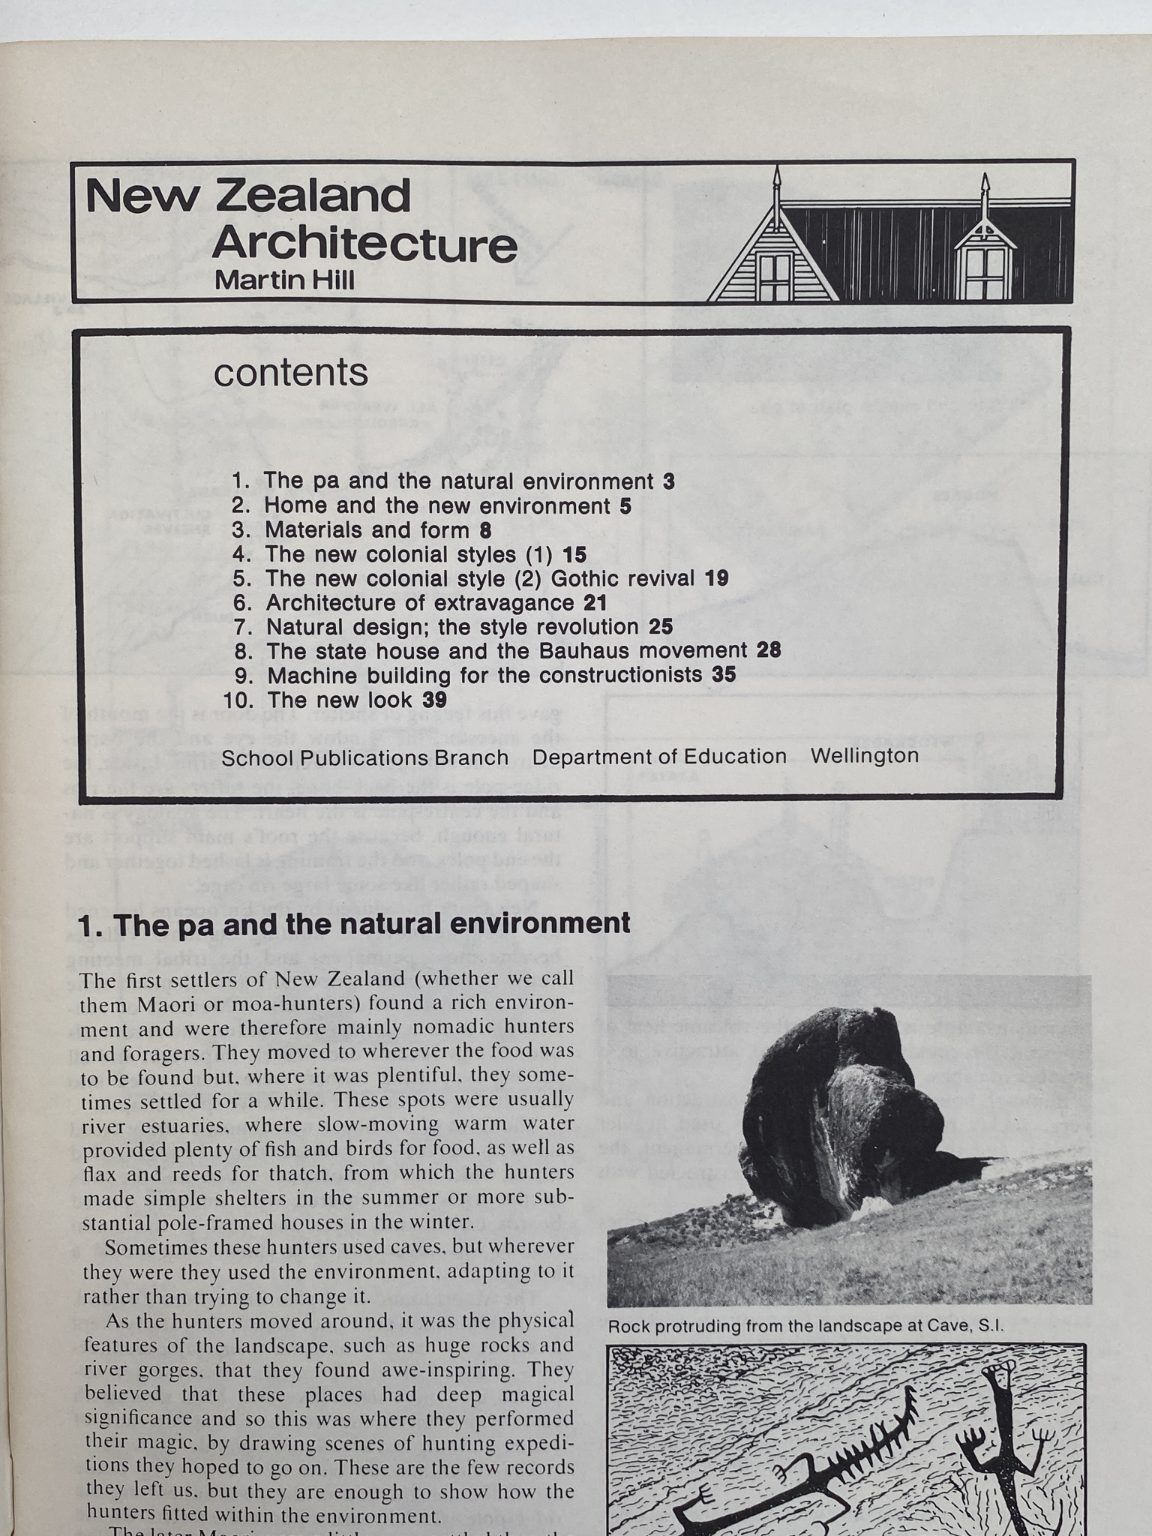 New Zealand
Architecture
Martin Hill
contents
1. The pa and the natural environment 3
2. Home and the new environment 5
3. Materials and form 8
4. The new colonial styles (1) 15
5. The new colonial style (2) Gothic revival 19
6. Architecture of extravagance 21
7. Natural design; the style revolution 25
8. The state house and the Bauhaus movement 28
9. Machine building for the constructionists 35
10. The new look 39
School Publications Branch Department of Education Wellington
1. The pa and the natural environment
The first settlers of New Zealand (whether we call
them Maori or moa-hunters) found a rich environ-
ment and were therefore mainly nomadic hunters
and foragers. They moved to wherever the food was
to be found but, where it was plentiful, they some-
times settled for a while. These spots were usually
river estuaries, where slow-moving warm water
provided plenty of fish and birds for food, as well as
flax and reeds for thatch, from which the hunters
made simple shelters in the summer or more sub-
stantial pole-framed houses in the winter.
Sometimes these hunters used caves, but wherever
they were they used the environment, adapting to it
rather than trying to change it.
As the hunters moved around, it was the physical
features of the landscape, such as huge rocks and
river gorges, that they found awe-inspiring. They
believed that these places had deep magical
significance and so this was where they performed
their magic, by drawing scenes of hunting expedi-
tions they hoped to go on. These are the few records
they left us, but they are enough to show how the
hunters fitted within the environment.
Rock protruding from the landscape at Cave, S.I.